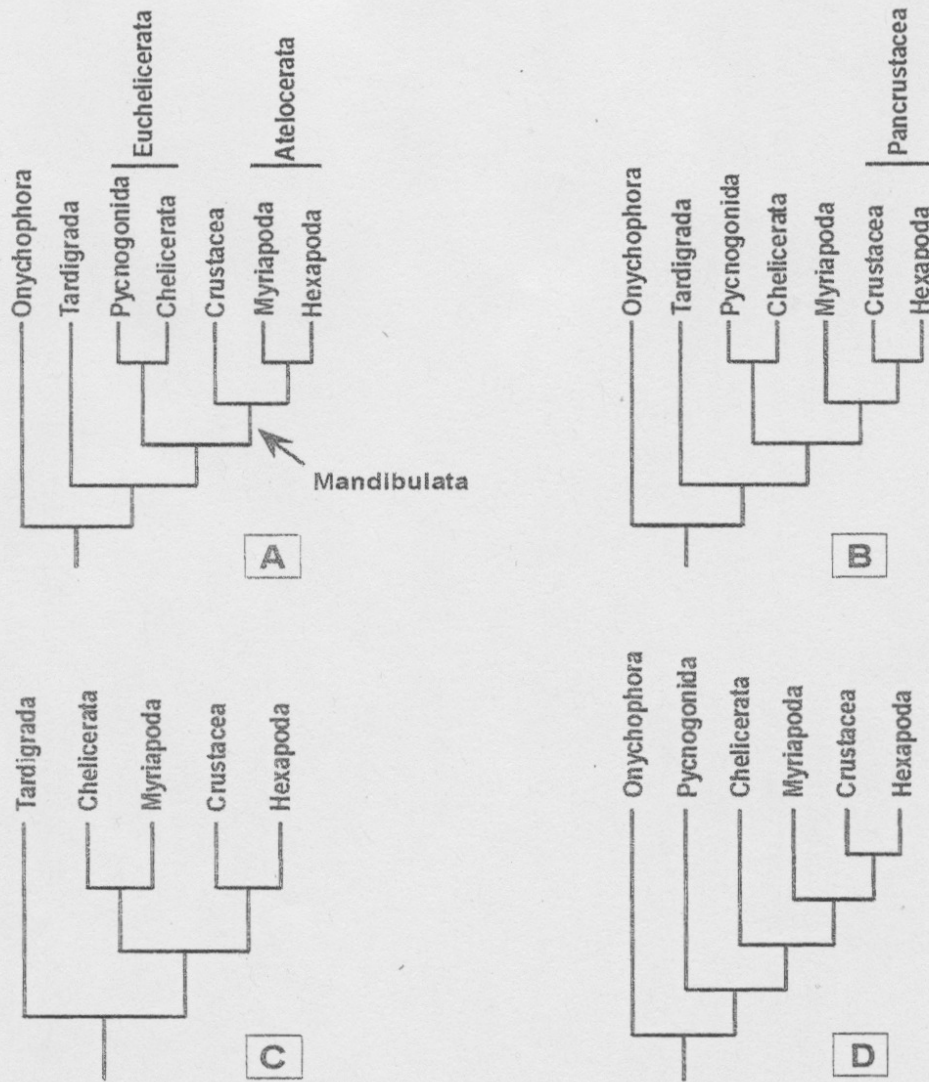 Onychophora
Tardigrada
Pycnogonida
Chelicerata
Euchelicerata
Crustacea
Myriapoda
Hexapoda
Atelocerata
Mandibulata
A
Onychophora
Tardigrada
Pycnogonida
Chelicerata
Myriapoda
Crustacea
Hexapoda
Pancrustacea
B
Tardigrada
Chelicerata
Myriapoda
Crustacea
Hexapoda
C
Onychophora
Pycnogonida
Chelicerata
Myriapoda
Crustacea
Hexapoda
D